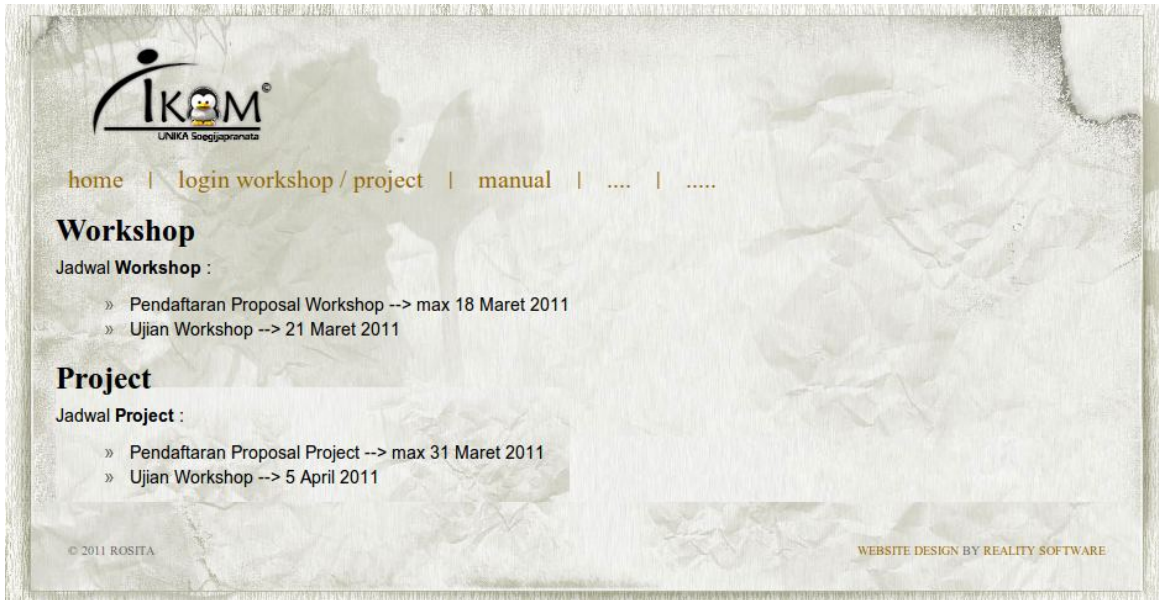 IKOM©
UNIKA Soegijapranata
home | login workshop / project | manual | .... | .....
Workshop
Jadwal Workshop :
» Pendaftaran Proposal Workshop --> max 18 Maret 2011
» Ujian Workshop --> 21 Maret 2011
Project
Jadwal Project :
» Pendaftaran Proposal Project --> max 31 Maret 2011
» Ujian Workshop --> 5 April 2011
© 2011 ROSITA
WEBSITE DESIGN BY REALITY SOFTWARE